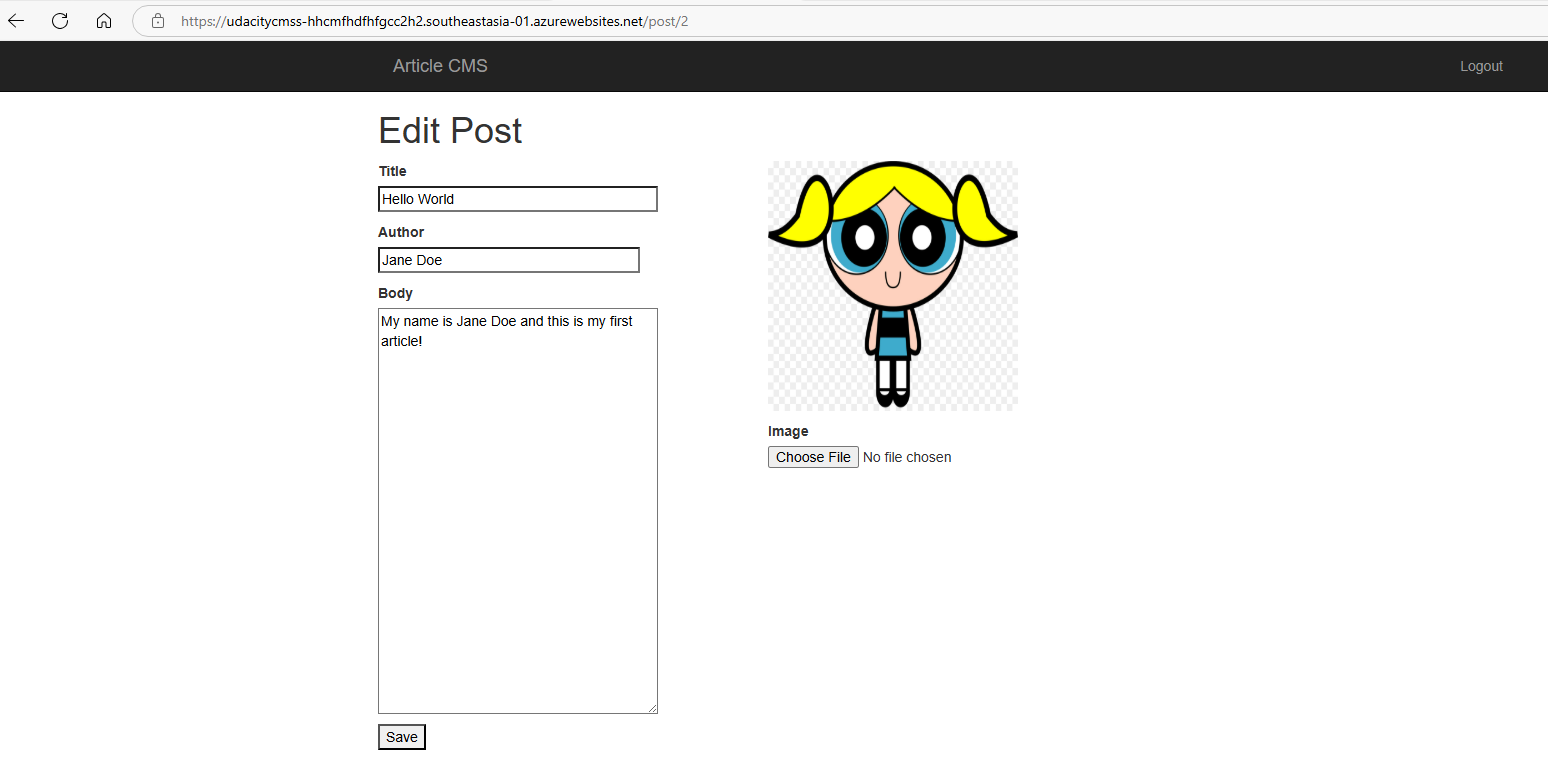 https://udacitycmss-hhcmfhdfhfgcc2h2.southeastasia-01.azurewebsites.net/post/2
Article CMS
Logout
Edit Post
Title
Hello World
Author
Jane Doe
Body
My name is Jane Doe and this is my first
article!
Image
Choose File No file chosen
Save